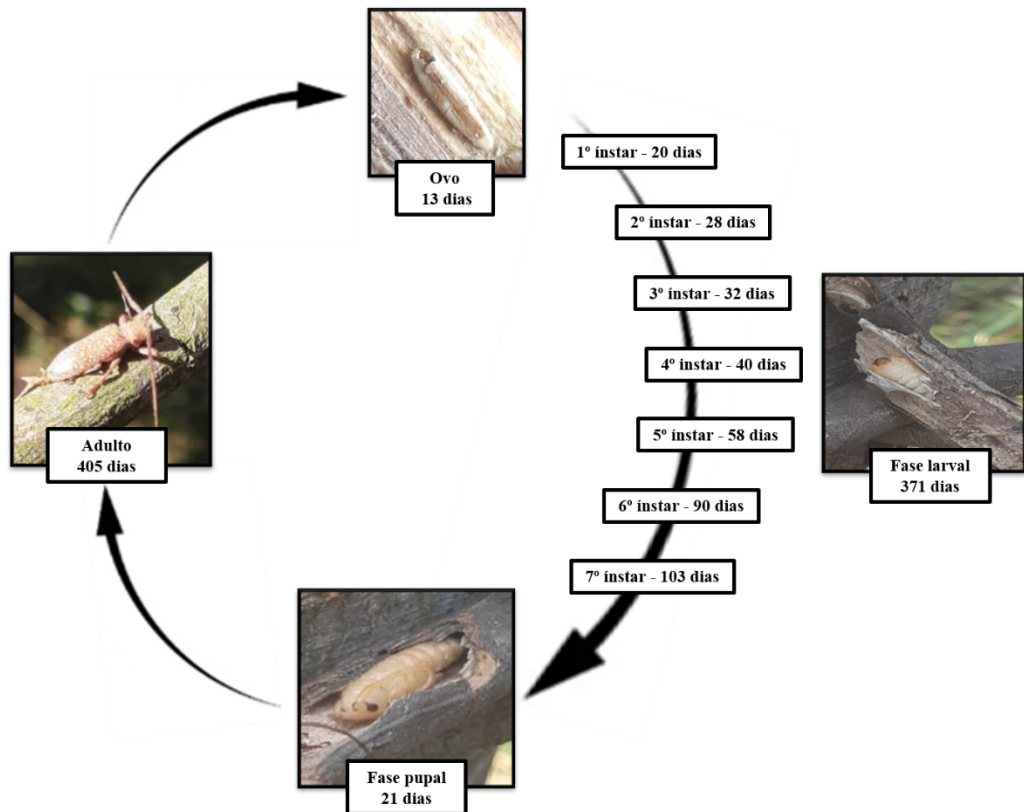 Ovo
13 dias
1º ínstar - 20 dias
2º ínstar - 28 dias
3º ínstar - 32 dias
4º ínstar - 40 dias
5º ínstar - 58 dias
6º ínstar - 90 dias
7º ínstar - 103 dias
Fase larval
371 dias
Fase pupal
21 dias
Adulto
405 dias